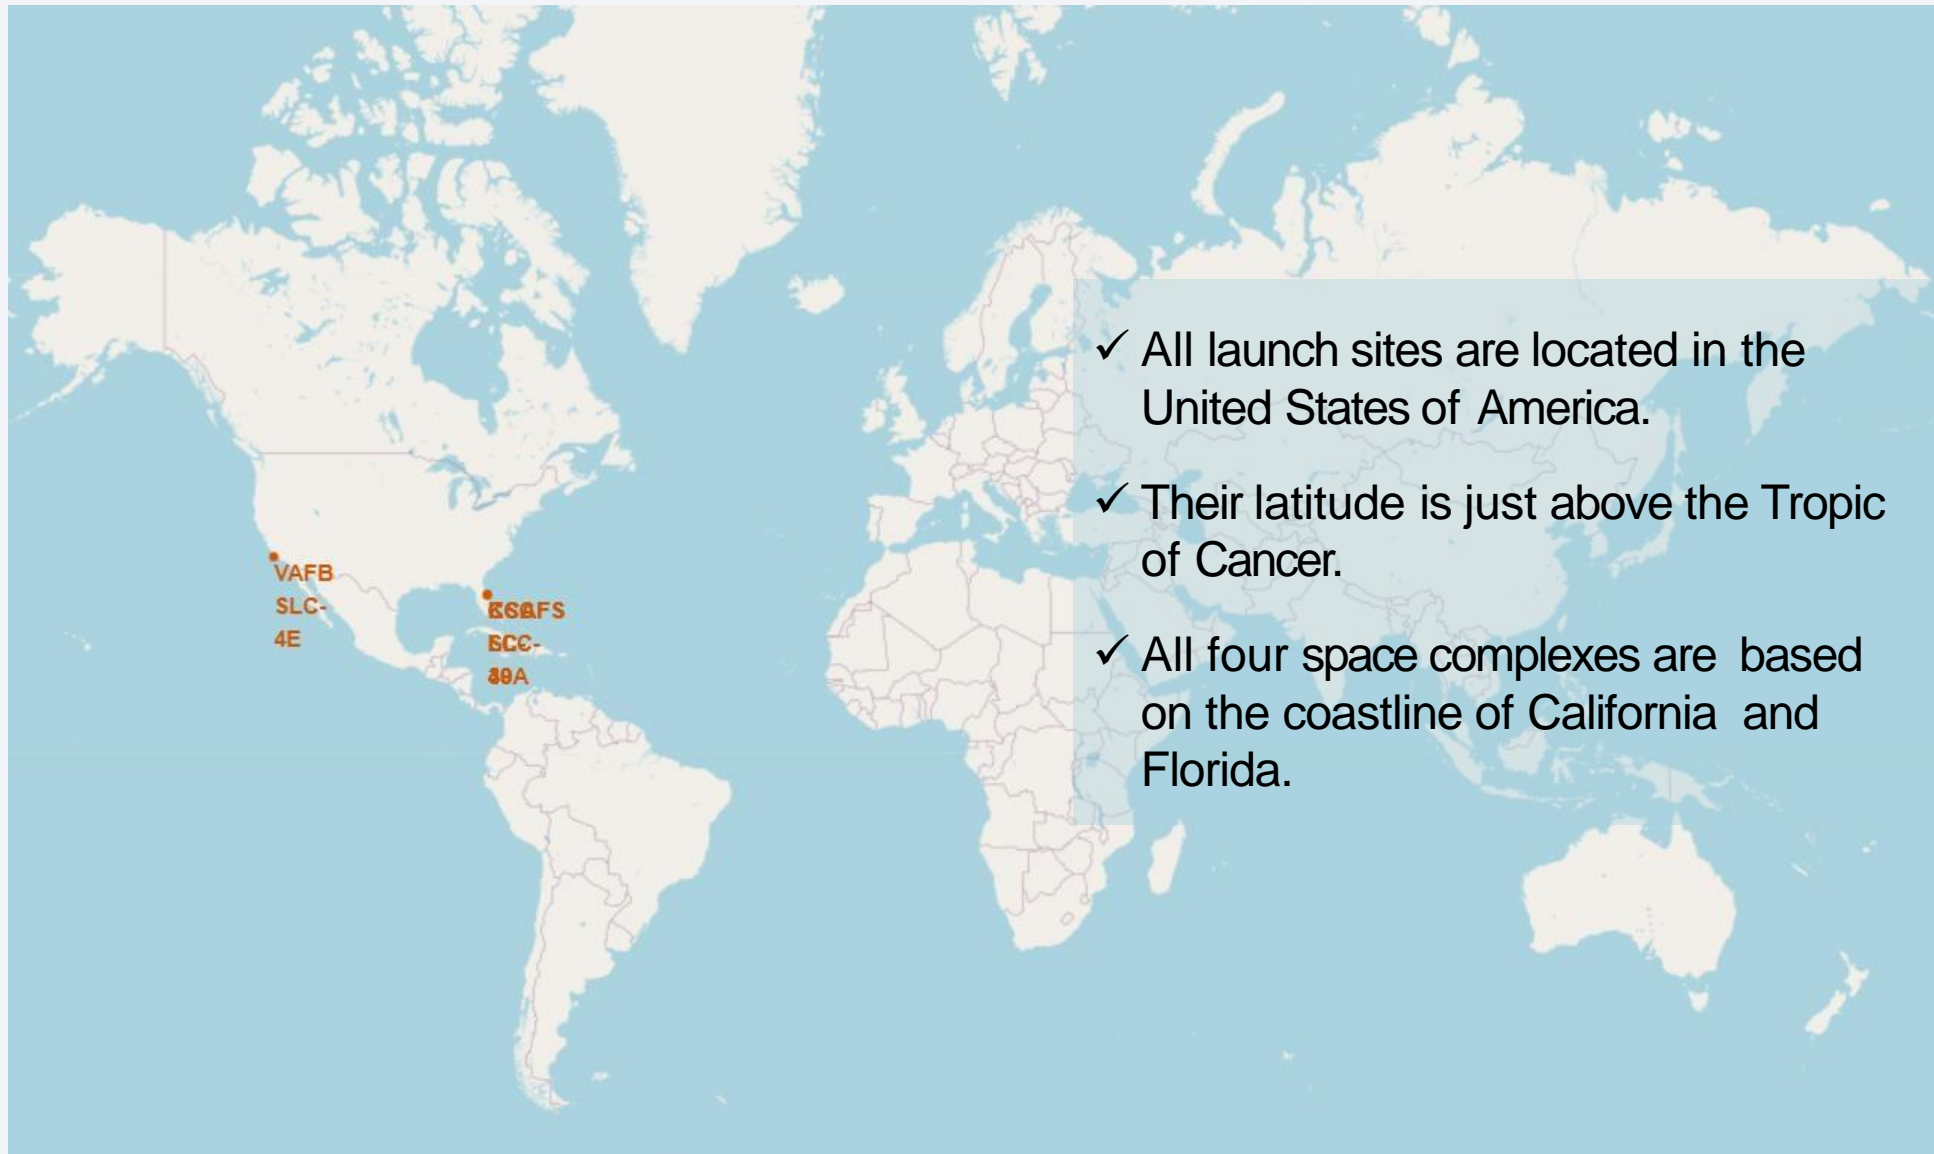 ✓ All launch sites are located in the
United States of America.
✓ Their latitude is just above the Tropic
of Cancer.
✓ All four space complexes are based
on the coastline of California and
Florida.
VAFB
SLC-
4E